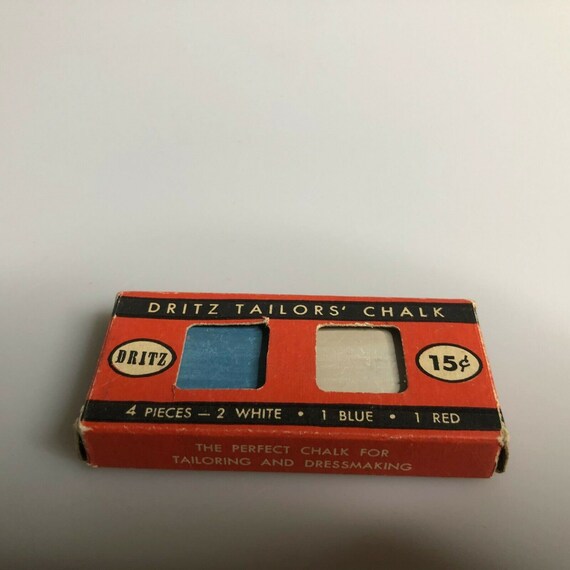 DRITZ TAILORS' CHALK
DRITZ
15¢
4 PIECES — 2 WHITE • 1 BLUE • 1 RED
THE PERFECT CHALK FOR
TAILORING AND DRESSMAKING